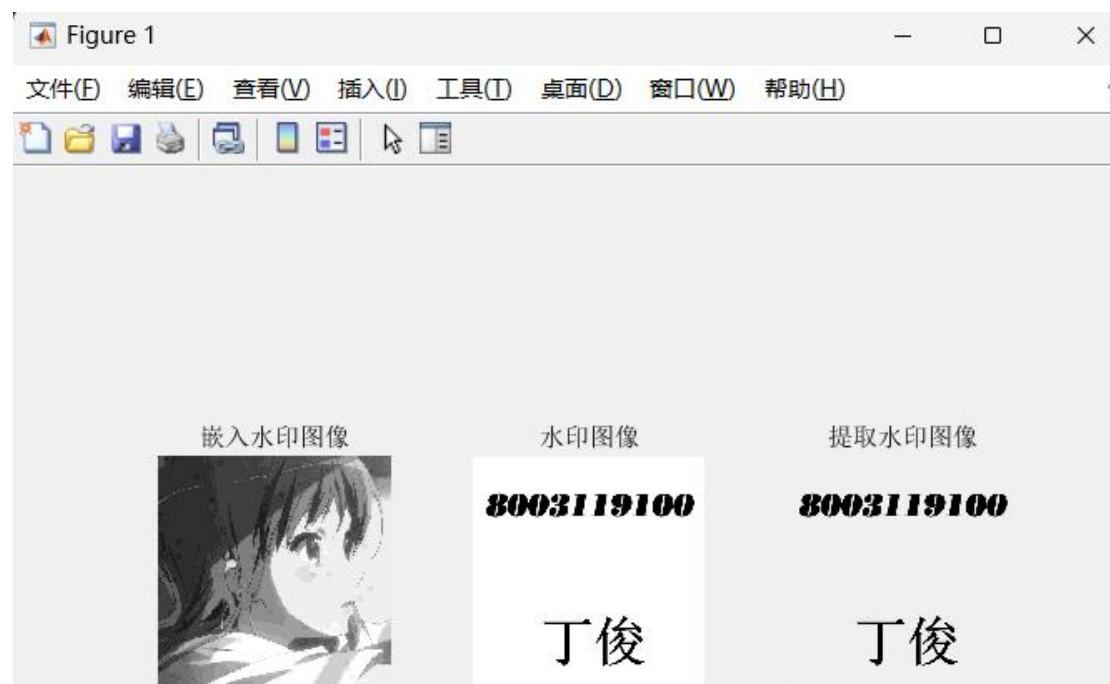 Figure 1
文件(F) 编辑(E) 查看(V) 插入(I) 工具(T) 桌面(D) 窗口(W) 帮助(H)
嵌入水印图像 水印图像 提取水印图像
8003119100 8003119100
丁俊 丁俊